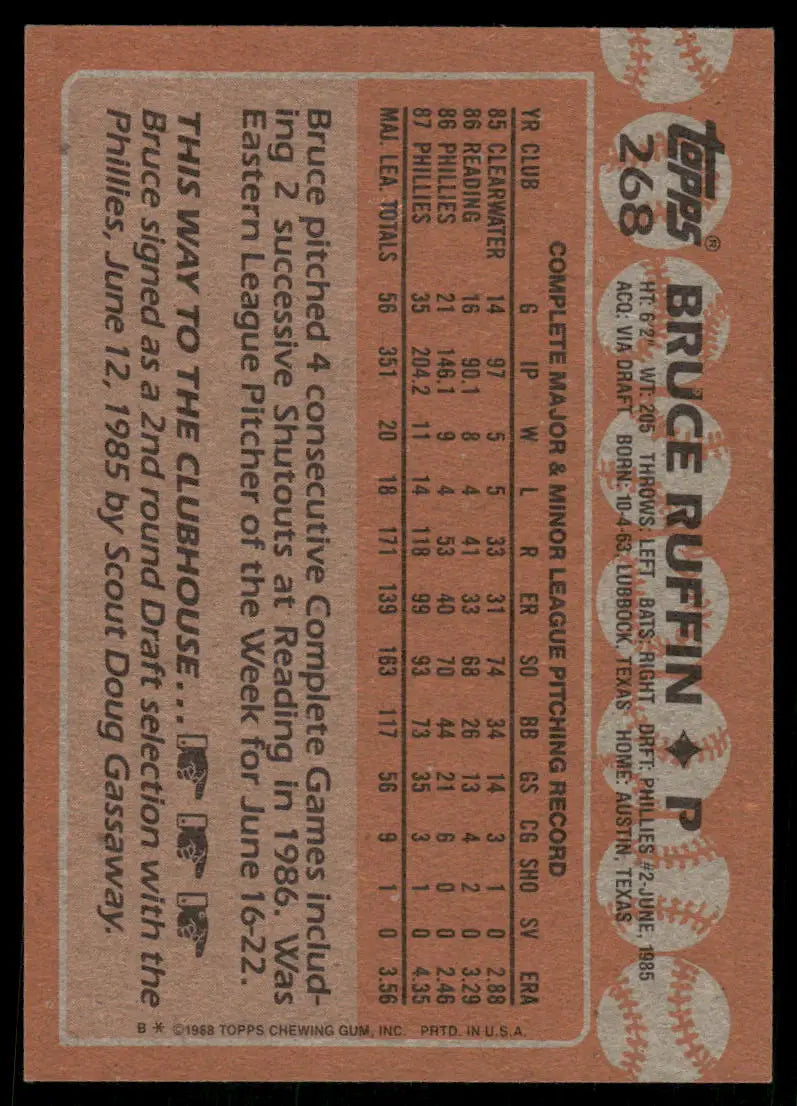 topps®
268
BRUCE RUFFIN ♦ P
HT: 6'2" WT: 205 THROWS: LEFT BATS: RIGHT DRFT: PHILLIES #2-JUNE, 1985
ACQ: VIA DRAFT BORN: 10-4-63, LUBBOCK, TEXAS HOME: AUSTIN, TEXAS
COMPLETE MAJOR & MINOR LEAGUE PITCHING RECORD
YR CLUB G IP W L R ER SO BB GS CG SHO SV ERA
85 CLEARWATER 14 97 5 5 33 31 74 34 14 3 1 0 2.88
86 READING 16 90.1 8 4 41 33 68 26 13 4 2 0 3.29
86 PHILLIES 21 146.1 9 4 53 40 70 44 21 6 0 0 2.46
87 PHILLIES 35 204.2 11 14 118 99 93 73 35 3 1 0 4.35
MAJ. LEA. TOTALS 56 351. 20 18 171 139 163 117 56 9 1 0 3.56
Bruce pitched 4 consecutive Complete Games includ-
ing 2 successive Shutouts at Reading in 1986. Was
Eastern League Pitcher of the Week for June 16-22.
THIS WAY TO THE CLUBHOUSE...
Bruce signed as a 2nd round Draft selection with the
Phillies, June 12, 1985 by Scout Doug Gassaway.
B * ©1988 TOPPS CHEWING GUM, INC. PRTD. IN U.S.A.